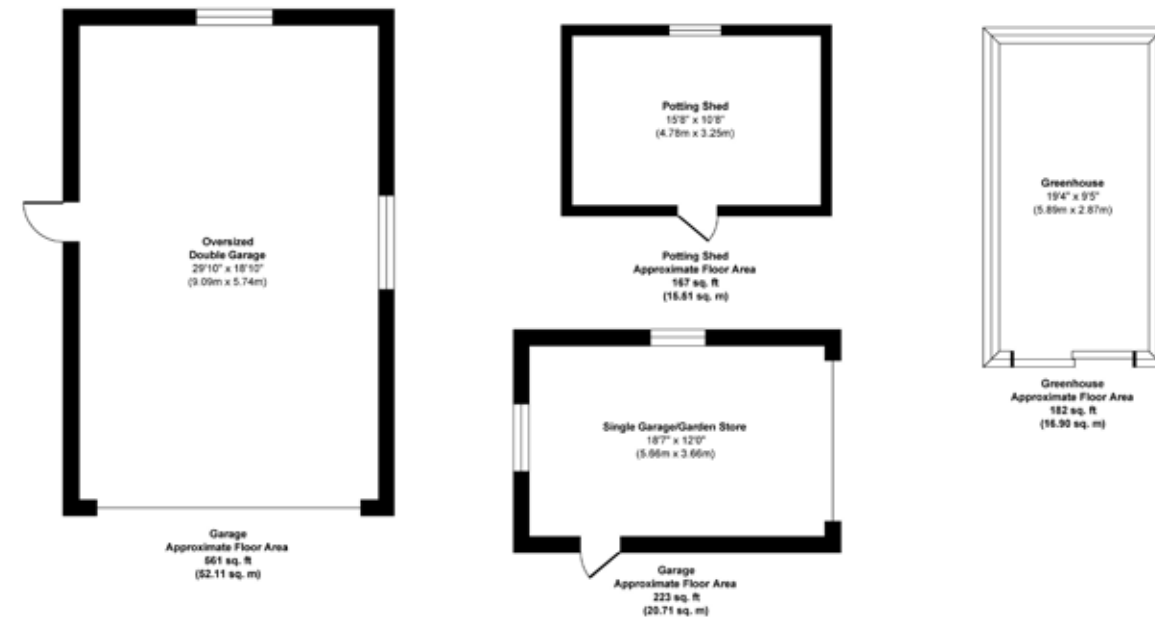 Oversized
Double Garage
29'10" x 18'10"
(9.09m x 5.74m)
Garage
Approximate Floor Area
561 sq. ft
(52.11 sq. m)
Potting Shed
15'8" x 10'8"
(4.78m x 3.25m)
Potting Shed
Approximate Floor Area
167 sq. ft
(15.51 sq. m)
Single Garage/Garden Store
18'7" x 12'0"
(5.66m x 3.66m)
Garage
Approximate Floor Area
223 sq. ft
(20.71 sq. m)
Greenhouse
19'4" x 9'5"
(5.89m x 2.87m)
Greenhouse
Approximate Floor Area
182 sq. ft
(16.90 sq. m)